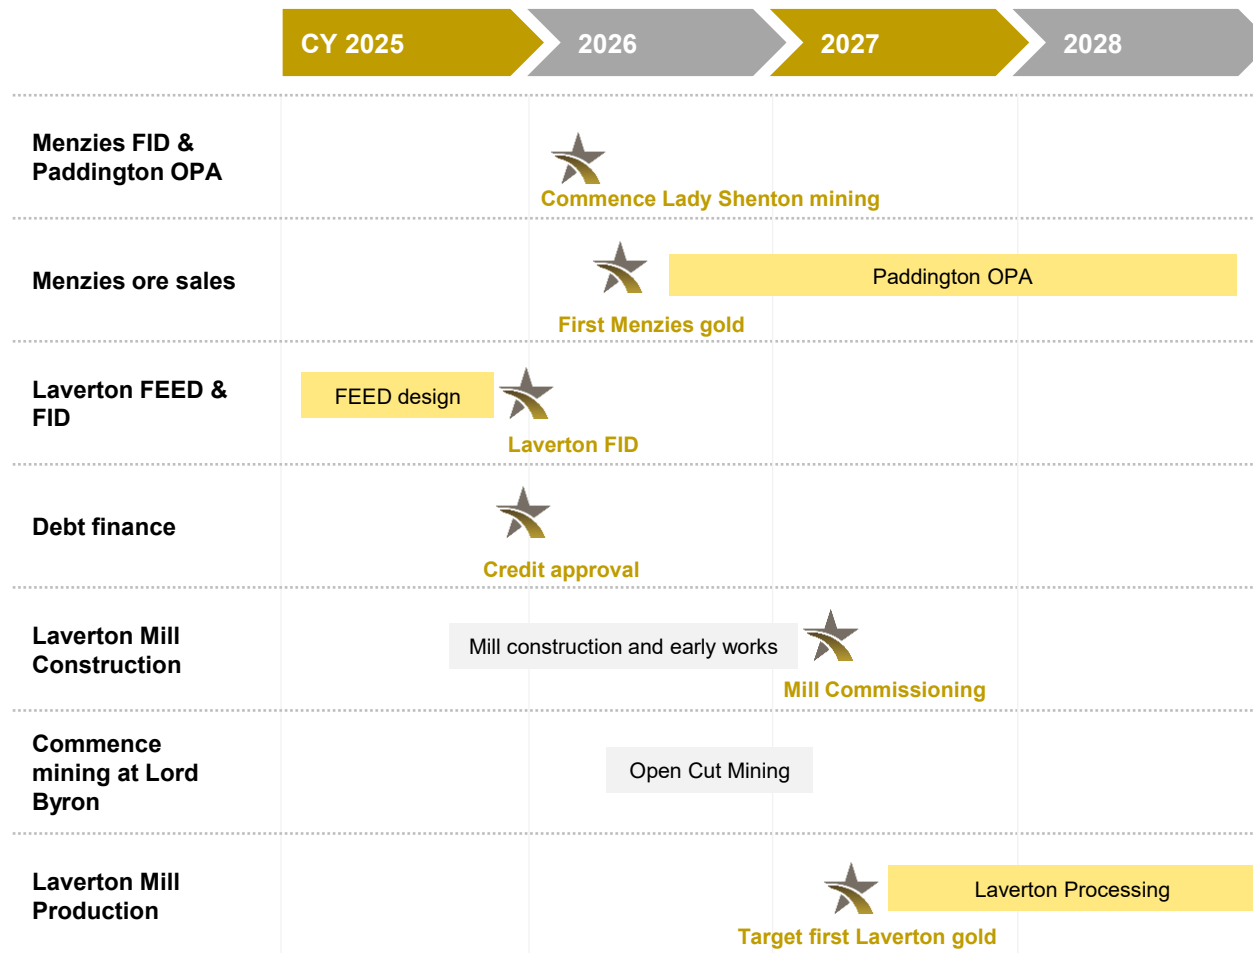 CY 2025
2026
2027
2028
Menzies FID &
Paddington OPA
Commence Lady Shenton mining
Menzies ore sales
Paddington OPA
First Menzies gold
Laverton FEED &
FID
FEED design
Laverton FID
Debt finance
Credit approval
Laverton Mill
Construction
Mill construction and early works
Mill Commissioning
Commence
mining at Lord
Byron
Open Cut Mining
Laverton Mill
Production
Laverton Processing
Target first Laverton gold